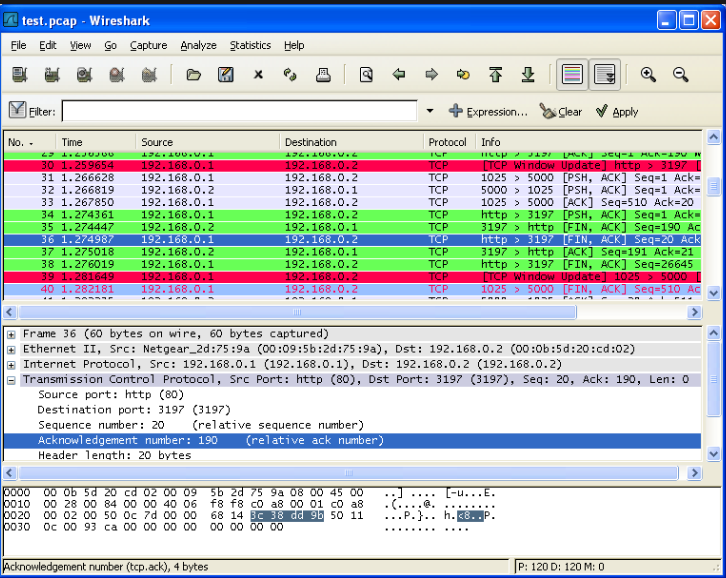 test.pcap - Wireshark
File Edit View Go Capture Analyze Statistics Help
Filter: Expression... Clear Apply
No. - Time Source Destination Protocol Info
29 192.168.0.1 192.168.0.2 TCP http > 3197 [ACK] Seq=1 Ack=190 W
30 1.259654 192.168.0.1 192.168.0.2 TCP [TCP Window Update] http > 3197 [
31 1.266628 192.168.0.1 192.168.0.2 TCP 1025 > 5000 [PSH, ACK] Seq=1 Ack=
32 1.266819 192.168.0.2 192.168.0.1 TCP 5000 > 1025 [PSH, ACK] Seq=1 Ack=
33 1.267850 192.168.0.1 192.168.0.2 TCP 1025 > 5000 [ACK] Seq=510 Ack=20
34 1.274361 192.168.0.1 192.168.0.2 TCP http > 3197 [PSH, ACK] Seq=1 Ack=
35 1.274447 192.168.0.2 192.168.0.1 TCP 3197 > http [FIN, ACK] Seq=190 Ac
36 1.274987 192.168.0.1 192.168.0.2 TCP http > 3197 [FIN, ACK] Seq=20 Ack
37 1.275018 192.168.0.2 192.168.0.1 TCP 3197 > http [ACK] Seq=191 Ack=21
38 1.276019 192.168.0.1 192.168.0.2 TCP http > 3197 [FIN, ACK] Seq=26645
39 1.281649 192.168.0.1 192.168.0.2 TCP [TCP Window Update] 1025 > 5000 [
40 1.282181 192.168.0.1 192.168.0.2 TCP 1025 > 5000 [FIN, ACK] Seq=510 Ac
Frame 36 (60 bytes on wire, 60 bytes captured)
Ethernet II, Src: Netgear_2d:75:9a (00:09:5b:2d:75:9a), Dst: 192.168.0.2 (00:0b:5d:20:cd:02)
Internet Protocol, Src: 192.168.0.1 (192.168.0.1), Dst: 192.168.0.2 (192.168.0.2)
Transmission Control Protocol, Src Port: http (80), Dst Port: 3197 (3197), Seq: 20, Ack: 190, Len: 0
Source port: http (80)
Destination port: 3197 (3197)
Sequence number: 20 (relative sequence number)
Acknowledgement number: 190 (relative ack number)
Header length: 20 bytes
0000 00 0b 5d 20 cd 02 00 09 5b 2d 75 9a 08 00 45 00 ..] .... [-u...E.
0010 00 28 00 84 00 00 40 06 f8 f8 c0 a8 00 01 c0 a8 .(....@. ........
0020 00 02 00 50 0c 7d 00 00 68 14 3c 38 dd 9b 50 11 ...P.}.. h.<8..P.
0030 0c 00 93 ca 00 00 00 00 00 00 00 00 ........ ....
Acknowledgement number (tcp.ack), 4 bytes P: 120 D: 120 M: 0